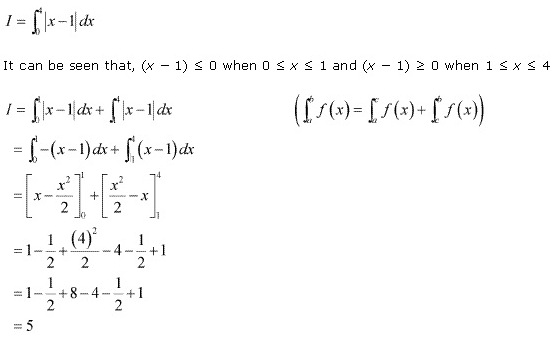 I = ∫₀⁴ |x − 1| dx
It can be seen that, (x − 1) ≤ 0 when 0 ≤ x ≤ 1 and (x − 1) ≥ 0 when 1 ≤ x ≤ 4
I = ∫₀¹ |x − 1| dx + ∫₁⁴ |x − 1| dx (∫ₐᵇ f(x) = ∫ₐᶜ f(x) + ∫꜀ᵇ f(x))
= ∫₀¹ −(x − 1) dx + ∫₁⁴ (x − 1) dx
= [x − x²/2]₀¹ + [x²/2 − x]₁⁴
= 1 − 1/2 + (4)²/2 − 4 − 1/2 + 1
= 1 − 1/2 + 8 − 4 − 1/2 + 1
= 5